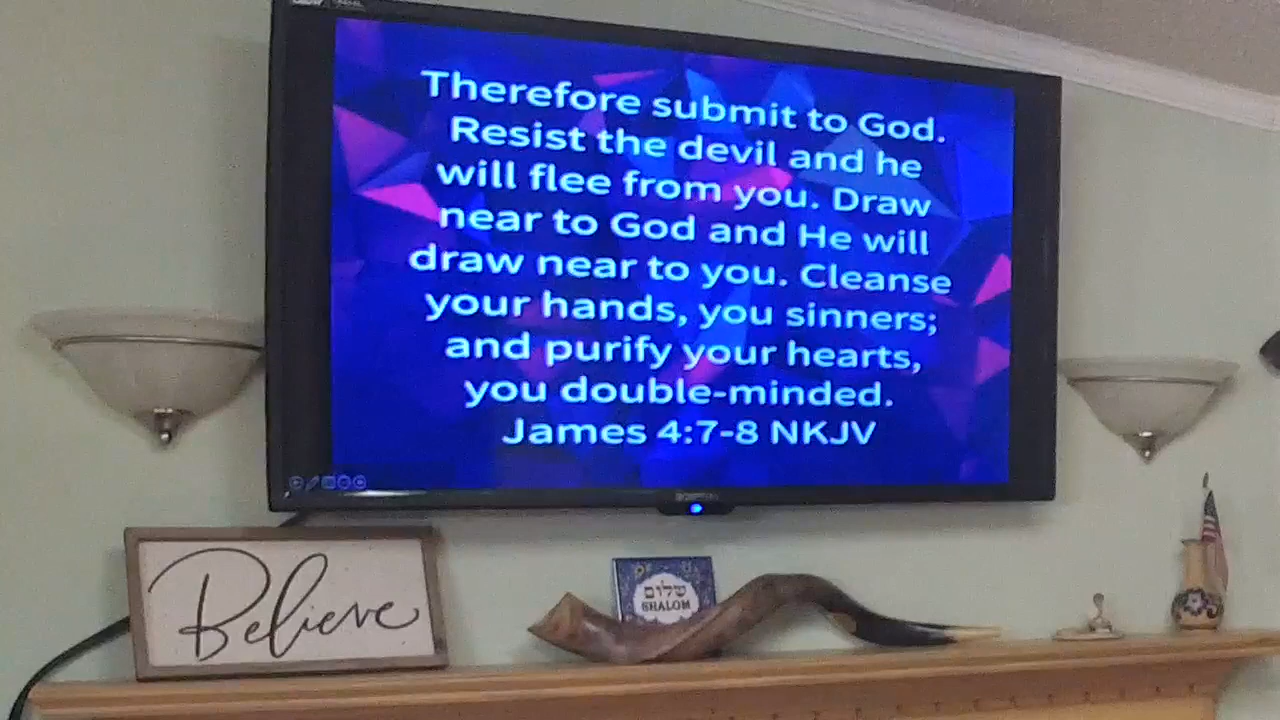 Therefore submit to God.
Resist the devil and he
will flee from you. Draw
near to God and He will
draw near to you. Cleanse
your hands, you sinners;
and purify your hearts,
you double-minded.
James 4:7-8 NKJV
Believe
שלום
SHALOM